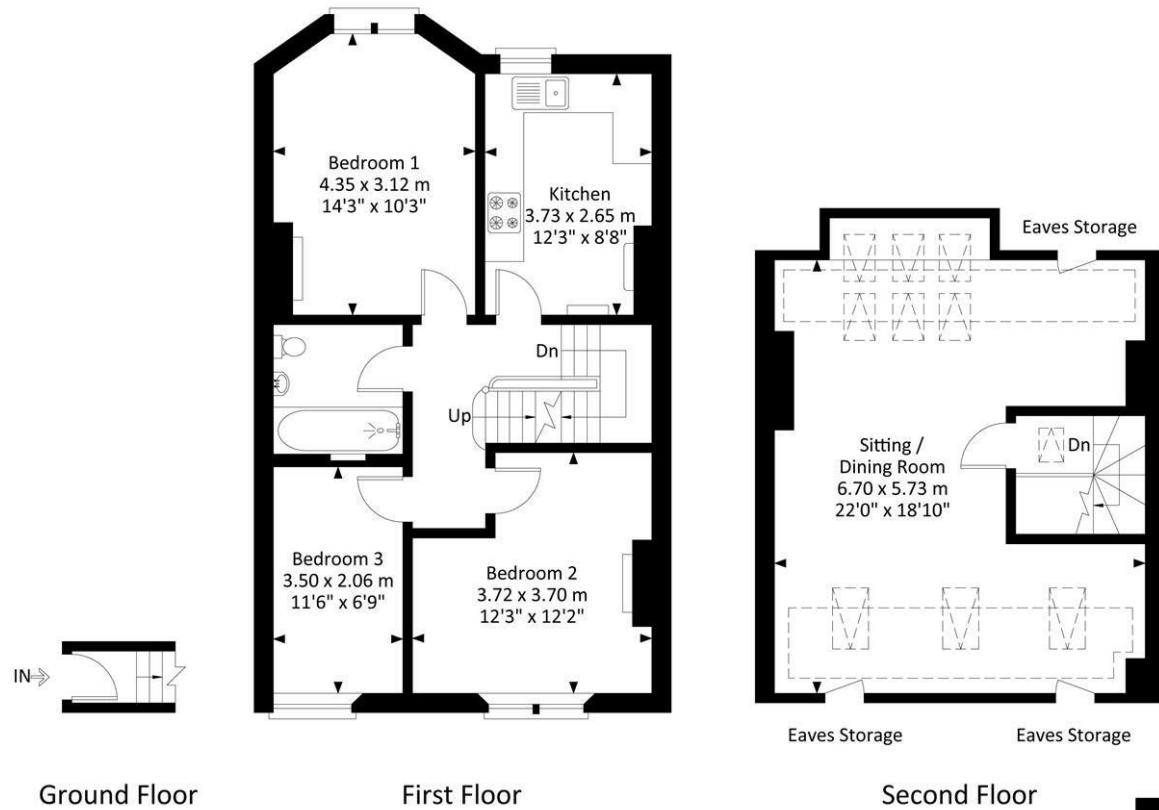 Bedroom 1
4.35 x 3.12 m
14'3" x 10'3"
Kitchen
3.73 x 2.65 m
12'3" x 8'8"
Dn
Up
Bedroom 3
3.50 x 2.06 m
11'6" x 6'9"
Bedroom 2
3.72 x 3.70 m
12'3" x 12'2"
Eaves Storage
Dn
Sitting /
Dining Room
6.70 x 5.73 m
22'0" x 18'10"
Eaves Storage
Eaves Storage
IN
Ground Floor
First Floor
Second Floor